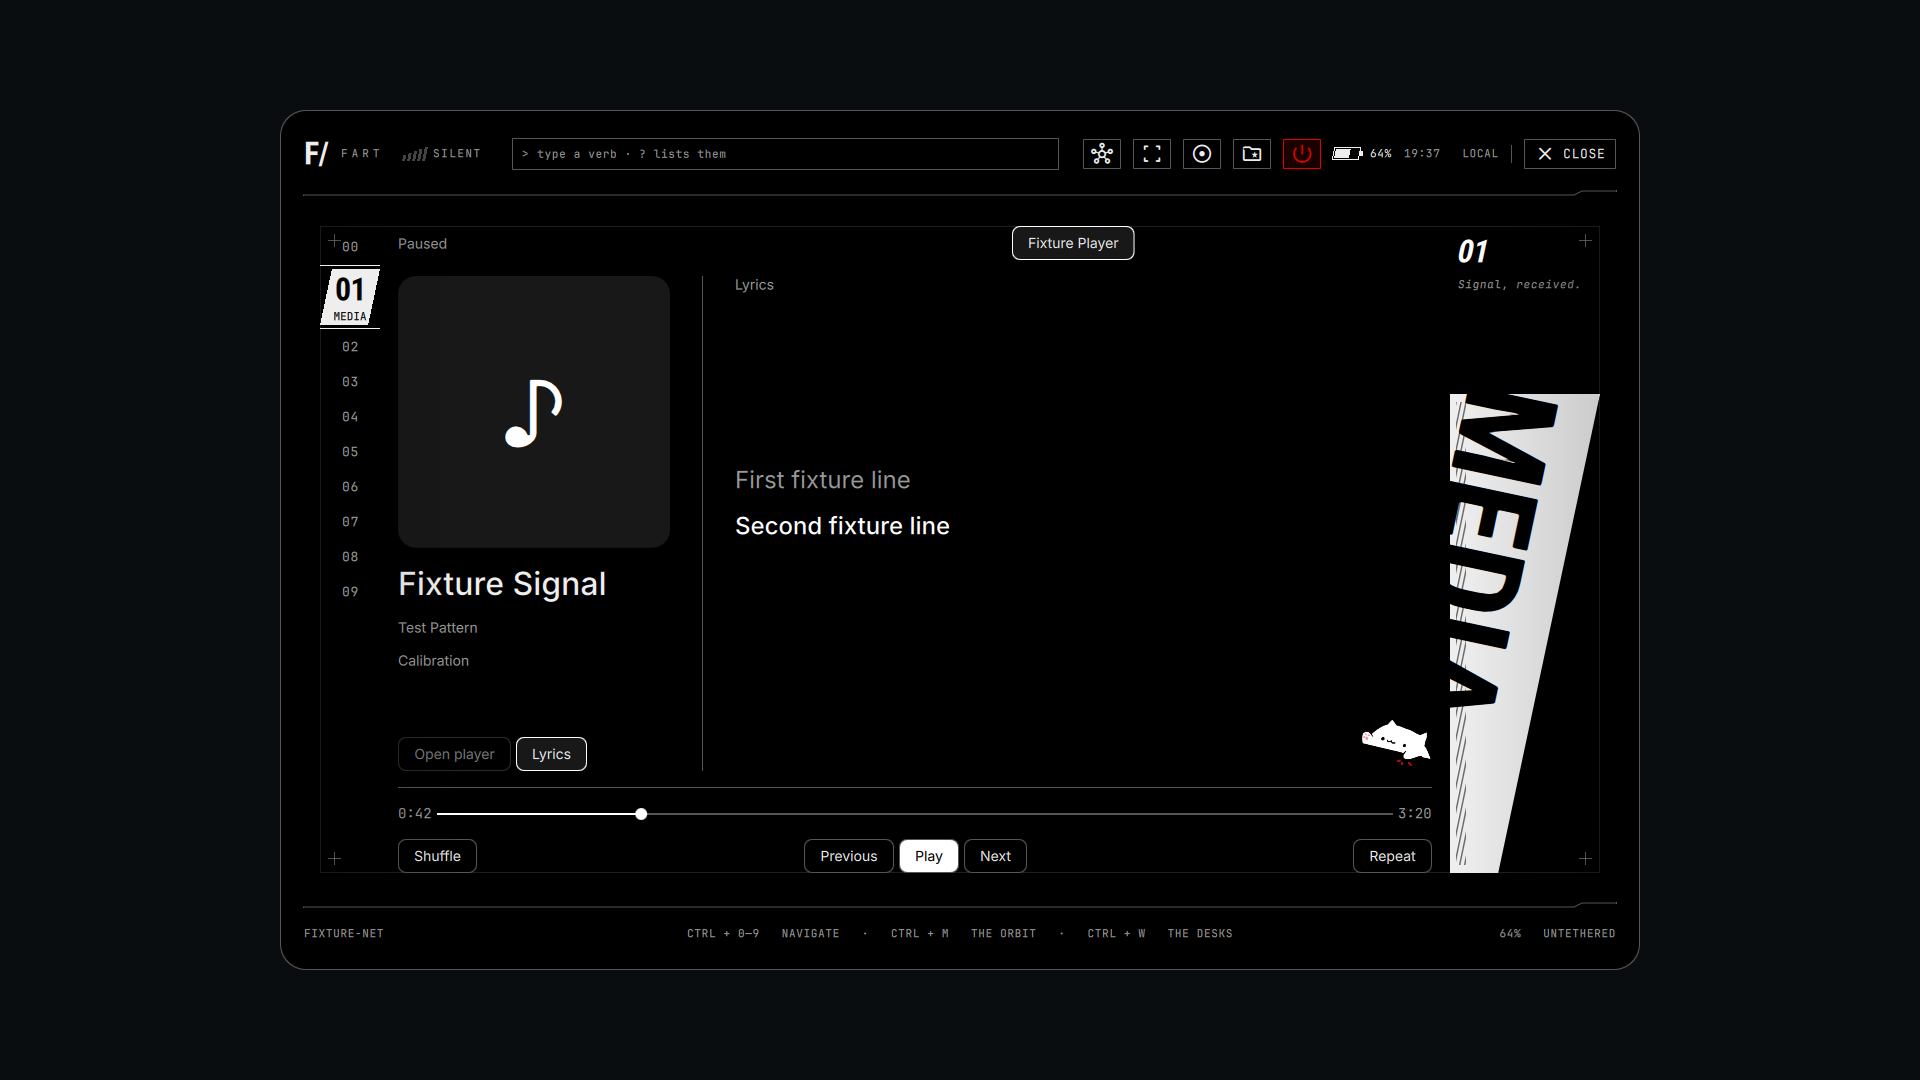 F/ FART SILENT > type a verb · ? lists them 64% 19:37 LOCAL CLOSE
00
01
MEDIA
02
03
04
05
06
07
08
09
Paused
Fixture Player
Fixture Signal
Test Pattern
Calibration
Open player Lyrics
Lyrics
First fixture line
Second fixture line
0:42 3:20
Shuffle Previous Play Next Repeat
01
Signal, received.
MEDIA
FIXTURE-NET CTRL + 0—9 NAVIGATE · CTRL + M THE ORBIT · CTRL + W THE DESKS 64% UNTETHERED